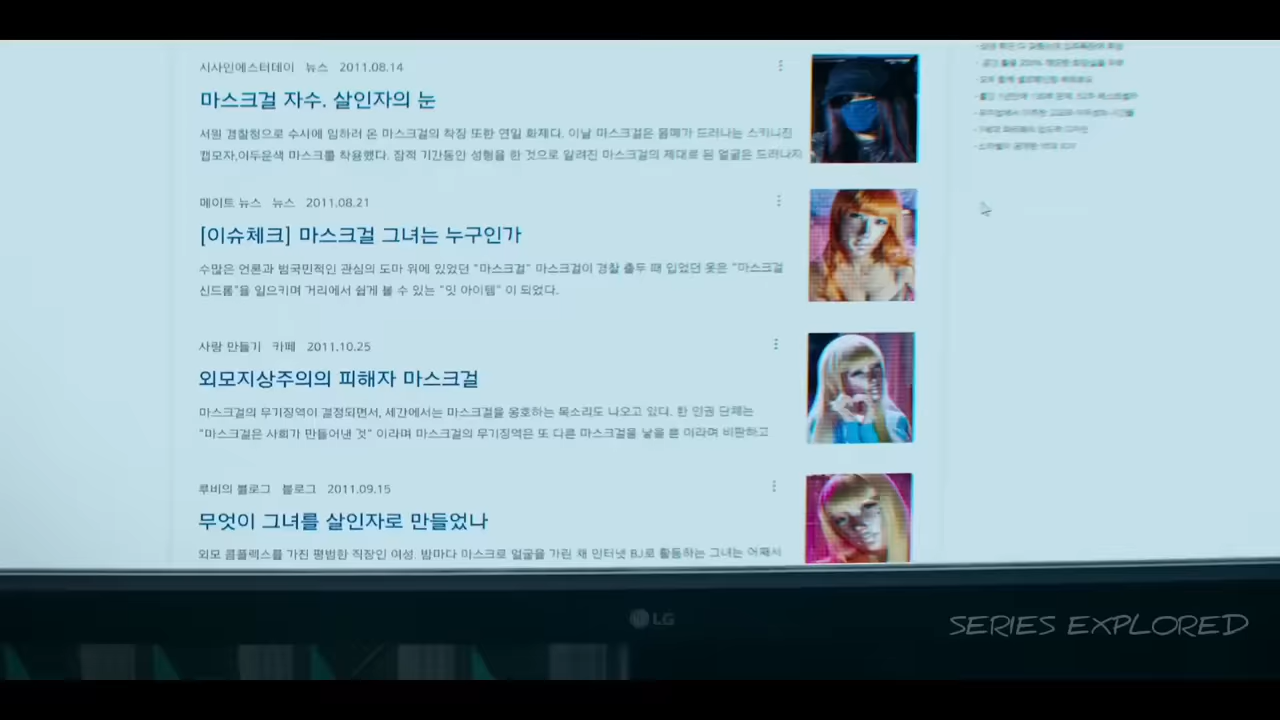 시사인에스터데이 뉴스 2011.08.14
마스크걸 자수. 살인자의 눈
서원 경찰청으로 수사에 임하러 온 마스크걸의 착장 또한 연일 화제다. 이날 마스크걸은 몸매가 드러나는 스키니진
캡모자,어두운색 마스크를 착용했다. 잠적 기간동안 성형을 한 것으로 알려진 마스크걸의 제대로 된 얼굴은 드러나지
메이트 뉴스 뉴스 2011.08.21
[이슈체크] 마스크걸 그녀는 누구인가
수많은 언론과 범국민적인 관심의 도마 위에 있었던 "마스크걸" 마스크걸이 경찰 출두 때 입었던 옷은 "마스크걸
신드롬"을 일으키며 거리에서 쉽게 볼 수 있는 "잇 아이템" 이 되었다.
사랑 만들기 카페 2011.10.25
외모지상주의의 피해자 마스크걸
마스크걸의 무기징역이 결정되면서, 세간에서는 마스크걸을 옹호하는 목소리도 나오고 있다. 한 인권 단체는
"마스크걸은 사회가 만들어낸 것" 이라며 마스크걸의 무기징역은 또 다른 마스크걸을 낳을 뿐 이라며 비판하고
루비의 블로그 블로그 2011.09.15
무엇이 그녀를 살인자로 만들었나
외모 콤플렉스를 가진 평범한 직장인 여성. 밤마다 마스크로 얼굴을 가린 채 인터넷 BJ로 활동하는 그녀는 어째서
LG
SERIES EXPLORED